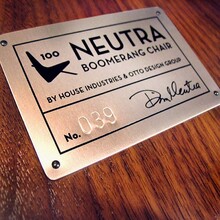 100 NEUTRA
BOOMERANG CHAIR
BY HOUSE INDUSTRIES & OTTO DESIGN GROUP
No. 039